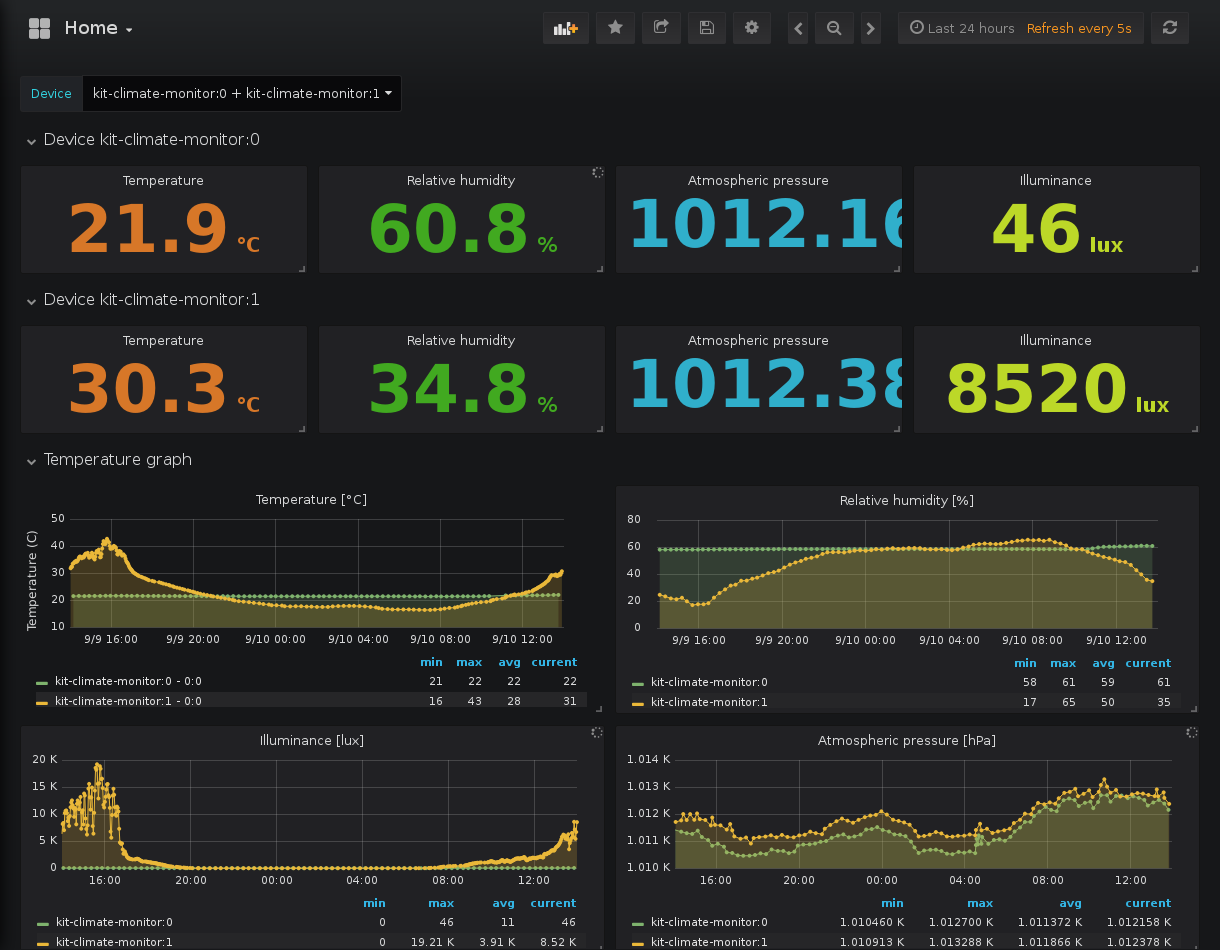 Home
Last 24 hours Refresh every 5s
Device kit-climate-monitor:0 + kit-climate-monitor:1
Device kit-climate-monitor:0
Temperature Relative humidity Atmospheric pressure Illuminance
21.9 °C 60.8 % 1012.16 46 lux
Device kit-climate-monitor:1
Temperature Relative humidity Atmospheric pressure Illuminance
30.3 °C 34.8 % 1012.38 8520 lux
Temperature graph
Temperature [°C]
Temperature (C)
50
40
30
20
10
9/9 16:00 9/9 20:00 9/10 00:00 9/10 04:00 9/10 08:00 9/10 12:00
min max avg current
kit-climate-monitor:0 - 0:0 21 22 22 22
kit-climate-monitor:1 - 0:0 16 43 28 31
Relative humidity [%]
80
60
40
20
0
9/9 16:00 9/9 20:00 9/10 00:00 9/10 04:00 9/10 08:00 9/10 12:00
min max avg current
kit-climate-monitor:0 58 61 59 61
kit-climate-monitor:1 17 65 50 35
Illuminance [lux]
20 K
15 K
10 K
5 K
0
16:00 20:00 00:00 04:00 08:00 12:00
min max avg current
kit-climate-monitor:0 0 46 11 46
kit-climate-monitor:1 0 19.21 K 3.91 K 8.52 K
Atmospheric pressure [hPa]
1.014 K
1.013 K
1.012 K
1.011 K
1.010 K
16:00 20:00 00:00 04:00 08:00 12:00
min max avg current
kit-climate-monitor:0 1.010460 K 1.012700 K 1.011372 K 1.012158 K
kit-climate-monitor:1 1.010913 K 1.013288 K 1.011866 K 1.012378 K